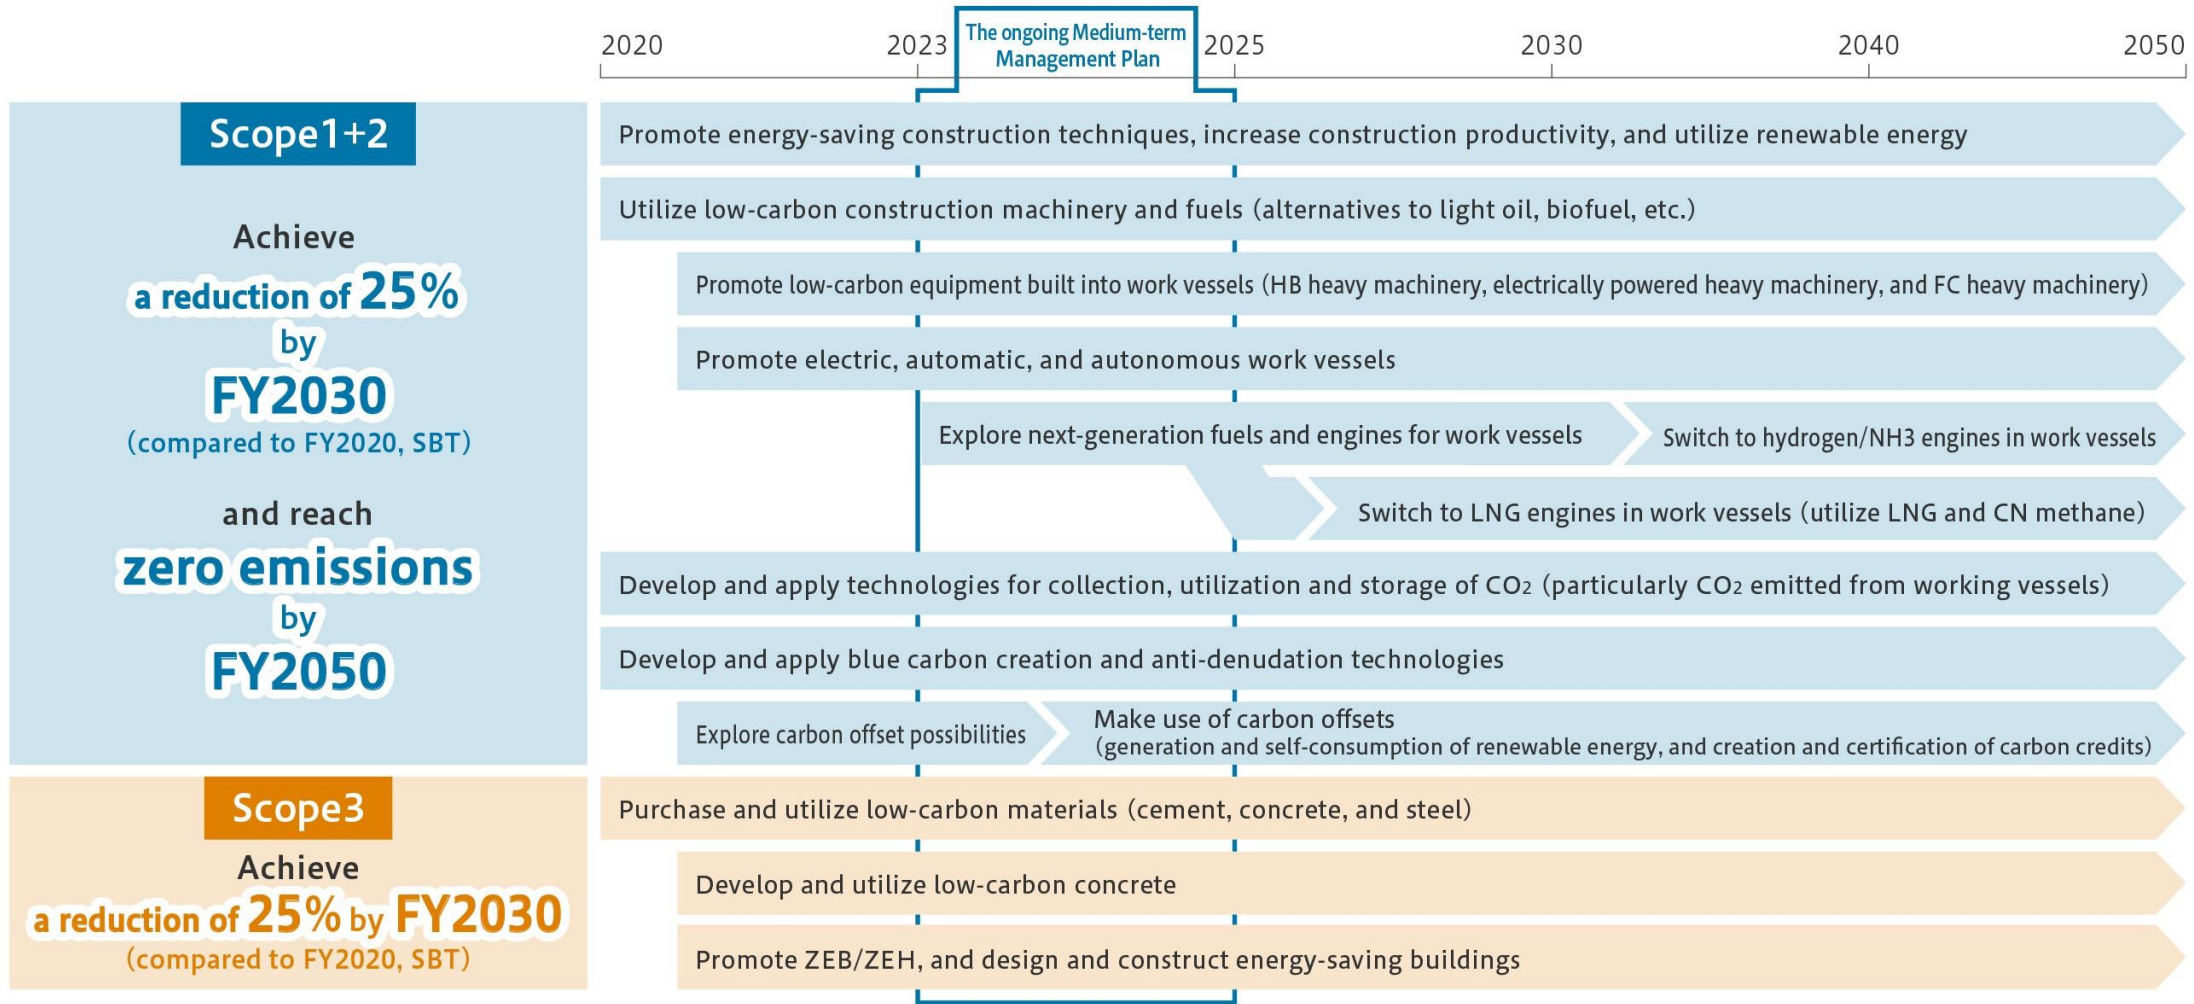 2020
2023
The ongoing Medium-term
Management Plan
2025
2030
2040
2050
Scope1+2
Achieve
a reduction of 25%
by
FY2030
(compared to FY2020, SBT)
and reach
zero emissions
by
FY2050
Promote energy-saving construction techniques, increase construction productivity, and utilize renewable energy
Utilize low-carbon construction machinery and fuels (alternatives to light oil, biofuel, etc.)
Promote low-carbon equipment built into work vessels (HB heavy machinery, electrically powered heavy machinery, and FC heavy machinery)
Promote electric, automatic, and autonomous work vessels
Explore next-generation fuels and engines for work vessels
Switch to hydrogen/NH3 engines in work vessels
Switch to LNG engines in work vessels (utilize LNG and CN methane)
Develop and apply technologies for collection, utilization and storage of CO2 (particularly CO2 emitted from working vessels)
Develop and apply blue carbon creation and anti-denudation technologies
Explore carbon offset possibilities
Make use of carbon offsets
(generation and self-consumption of renewable energy, and creation and certification of carbon credits)
Scope3
Achieve
a reduction of 25% by FY2030
(compared to FY2020, SBT)
Purchase and utilize low-carbon materials (cement, concrete, and steel)
Develop and utilize low-carbon concrete
Promote ZEB/ZEH, and design and construct energy-saving buildings